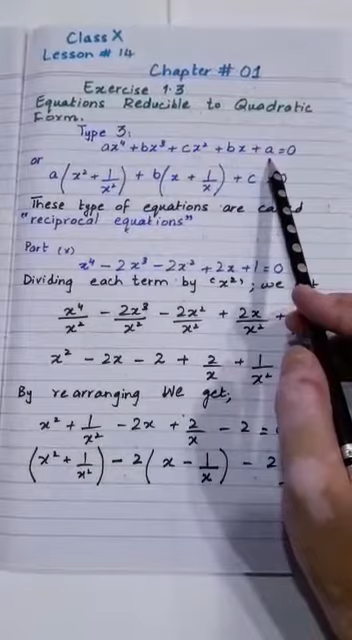 Class X
Lesson # 14
Chapter # 01
Exercise 1.3
Equations Reducible to Quadratic
Form.
Type 3:
ax⁴ + bx³ + cx² + bx + a = 0
or
a(x² + 1/x²) + b(x + 1/x) + c
These type of equations are
"reciprocal equations"
Part (x)
x⁴ - 2x³ - 2x² + 2x + 1 = 0
Dividing each term by 'x²'; we
x⁴/x² - 2x³/x² - 2x²/x² + 2x/x² +
x² - 2x - 2 + 2/x + 1/x²
By rearranging We get;
x² + 1/x² - 2x + 2/x - 2 =
(x² + 1/x²) - 2(x - 1/x) - 2